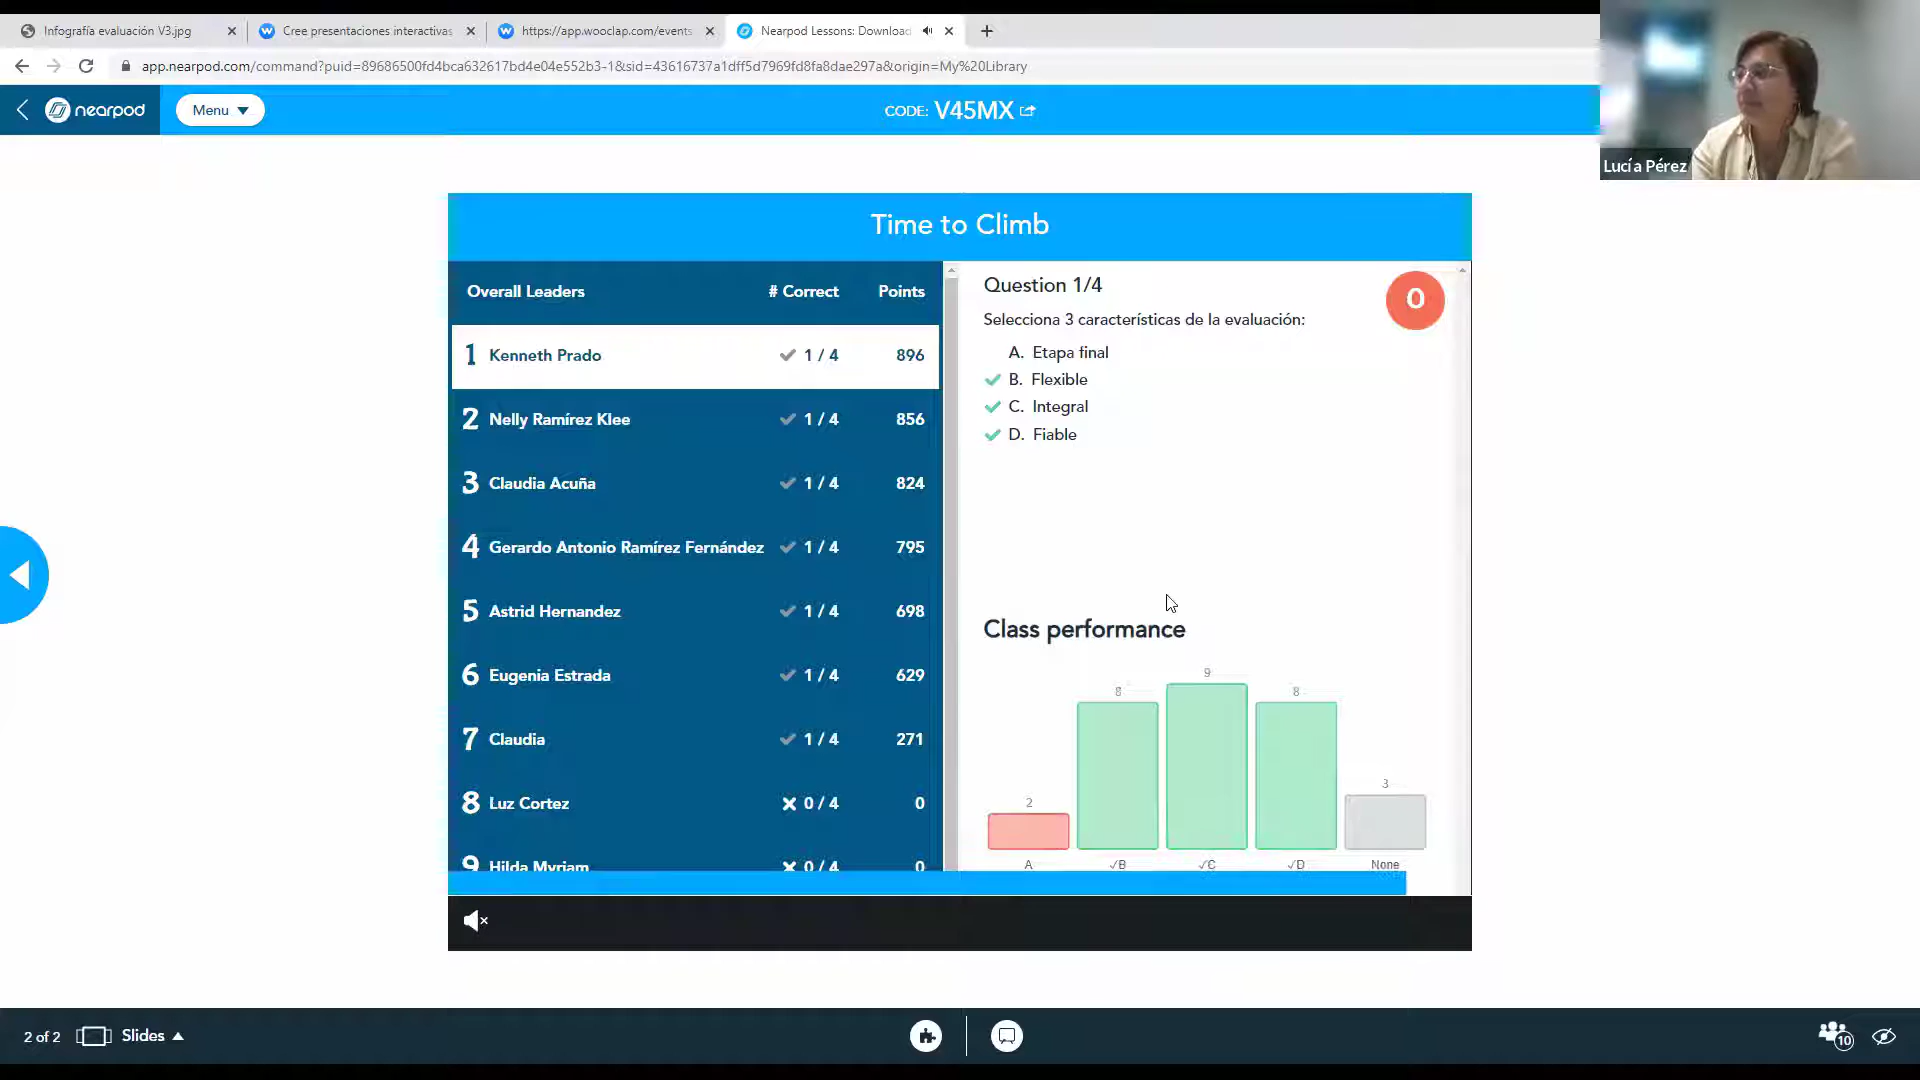 Infografía evaluación V3.jpg
Cree presentaciones interactivas
https://app.wooclap.com/events
Nearpod Lessons: Download
app.nearpod.com/command?puid=89686500fd4bca632617bd4e04e552b3-1&sid=43616737a1dff5d7969fd8fa8dae297a&origin=My%20Library
nearpod
Menu
CODE: V45MX
Lucía Pérez
Time to Climb
Overall Leaders # Correct Points
1 Kenneth Prado 1 / 4 896
2 Nelly Ramírez Klee 1 / 4 856
3 Claudia Acuña 1 / 4 824
4 Gerardo Antonio Ramírez Fernández 1 / 4 795
5 Astrid Hernandez 1 / 4 698
6 Eugenia Estrada 1 / 4 629
7 Claudia 1 / 4 271
8 Luz Cortez 0 / 4 0
9 Hilda Myriam 0 / 4 0
Question 1/4
0
Selecciona 3 características de la evaluación:
A. Etapa final
B. Flexible
C. Integral
D. Fiable
Class performance
2 8 9 8 3
A ✓B ✓C ✓D None
2 of 2 Slides
10